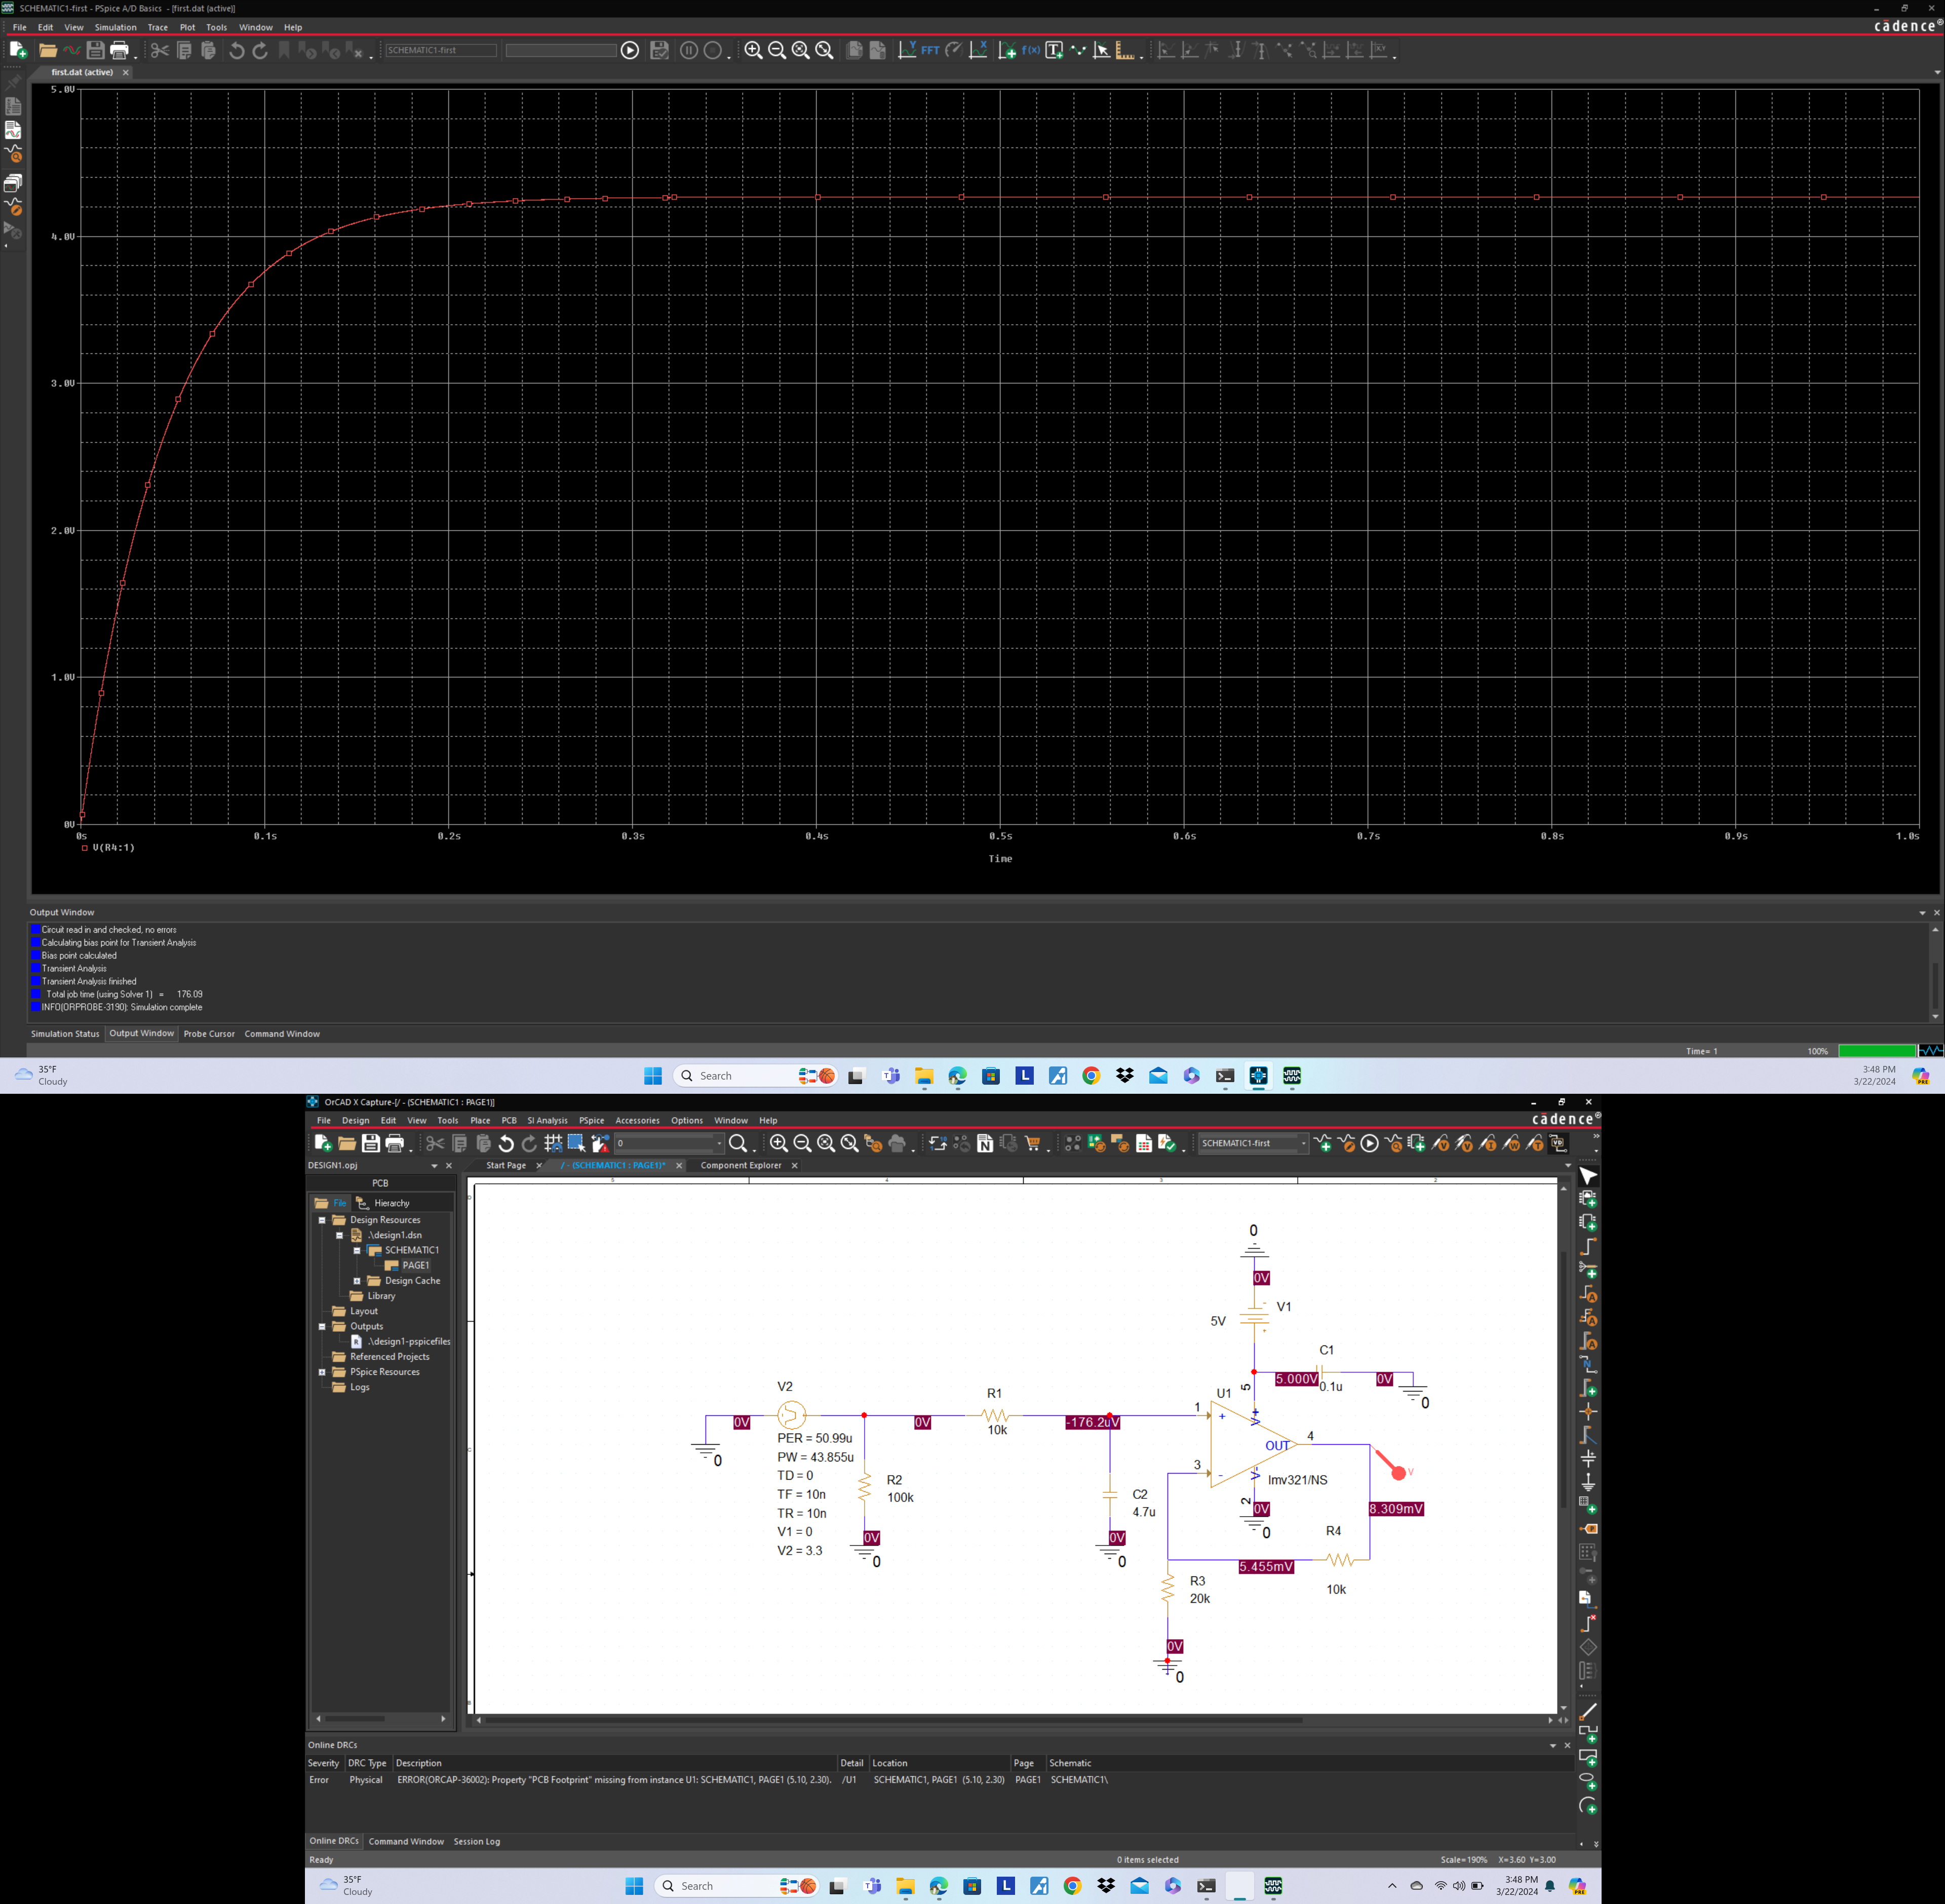 SCHEMATIC1-first - PSpice A/D Basics - [first.dat (active)]
File Edit View Simulation Trace Plot Tools Window Help
cādence
SCHEMATIC1-first
FFT
f(x)
first.dat (active)
5.0V
4.0V
3.0V
2.0V
1.0V
0V
0s 0.1s 0.2s 0.3s 0.4s 0.5s 0.6s 0.7s 0.8s 0.9s 1.0s
V(R4:1)
Time
Output Window
Circuit read in and checked, no errors
Calculating bias point for Transient Analysis
Bias point calculated
Transient Analysis
Transient Analysis finished
Total job time (using Solver 1) = 176.09
INFO(ORPROBE-3190): Simulation complete
Simulation Status Output Window Probe Cursor Command Window
Time= 1 100%
35°F
Cloudy
Search
3:48 PM
3/22/2024
OrCAD X Capture-[/ - (SCHEMATIC1 : PAGE1)]
File Design Edit View Tools Place PCB SI Analysis PSpice Accessories Options Window Help
cādence
0
SCHEMATIC1-first
DESIGN1.opj
Start Page
/ - (SCHEMATIC1 : PAGE1)*
Component Explorer
PCB
File Hierarchy
Design Resources
.\design1.dsn
SCHEMATIC1
PAGE1
Design Cache
Library
Layout
Outputs
.\design1-pspicefiles
Referenced Projects
PSpice Resources
Logs
5 4 3 2
0
0V
V1
5V
C1
5.000V
0.1u
0V
0
V2
0V
0
PER = 50.99u
PW = 43.855u
TD = 0
TF = 10n
TR = 10n
V1 = 0
V2 = 3.3
0V
R2
100k
0V
0
R1
10k
-176.2uV
C2
4.7u
0V
0
U1
5
1
+
V+
OUT
4
3
-
V-
lmv321/NS
2
0V
0
V
8.309mV
R4
10k
5.455mV
R3
20k
0V
0
Online DRCs
Severity DRC Type Description Detail Location Page Schematic
Error Physical ERROR(ORCAP-36002): Property "PCB Footprint" missing from instance U1: SCHEMATIC1, PAGE1 (5.10, 2.30). /U1 SCHEMATIC1, PAGE1 (5.10, 2.30) PAGE1 SCHEMATIC1\
Online DRCs Command Window Session Log
Ready 0 items selected Scale=190% X=3.60 Y=3.00
35°F
Cloudy
Search
3:48 PM
3/22/2024